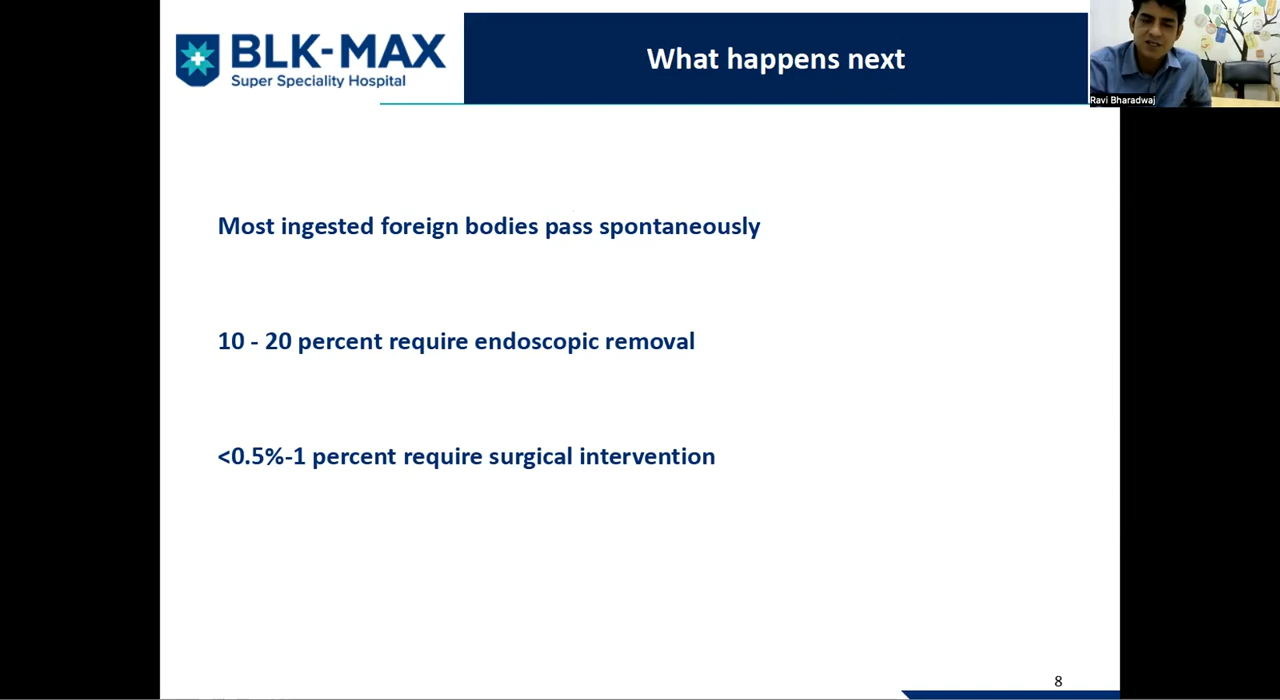 BLK-MAX
Super Speciality Hospital
What happens next
Ravi Bharadwaj
Most ingested foreign bodies pass spontaneously
10 - 20 percent require endoscopic removal
<0.5%-1 percent require surgical intervention
8